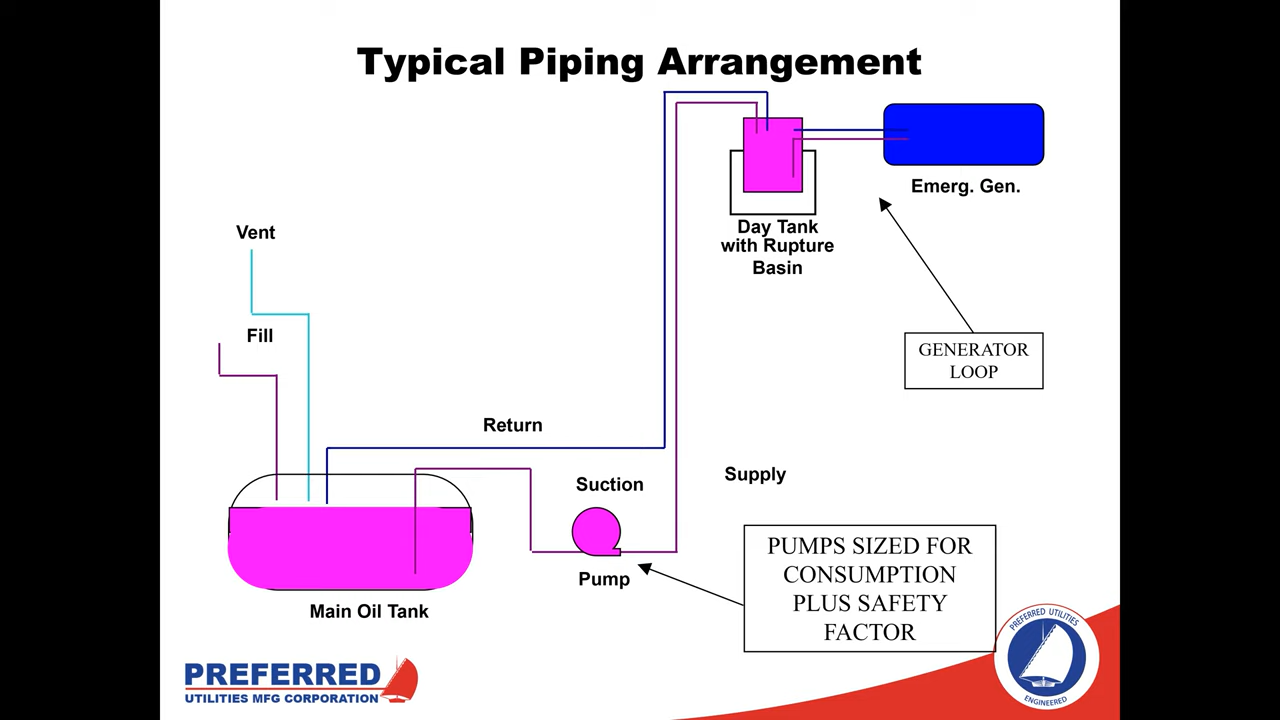 Typical Piping Arrangement
Emerg. Gen.
Day Tank
with Rupture
Basin
Vent
Fill
GENERATOR
LOOP
Return
Suction
Supply
Pump
PUMPS SIZED FOR
CONSUMPTION
PLUS SAFETY
FACTOR
Main Oil Tank
PREFERRED
UTILITIES MFG CORPORATION
PREFERRED UTILITIES
ENGINEERED